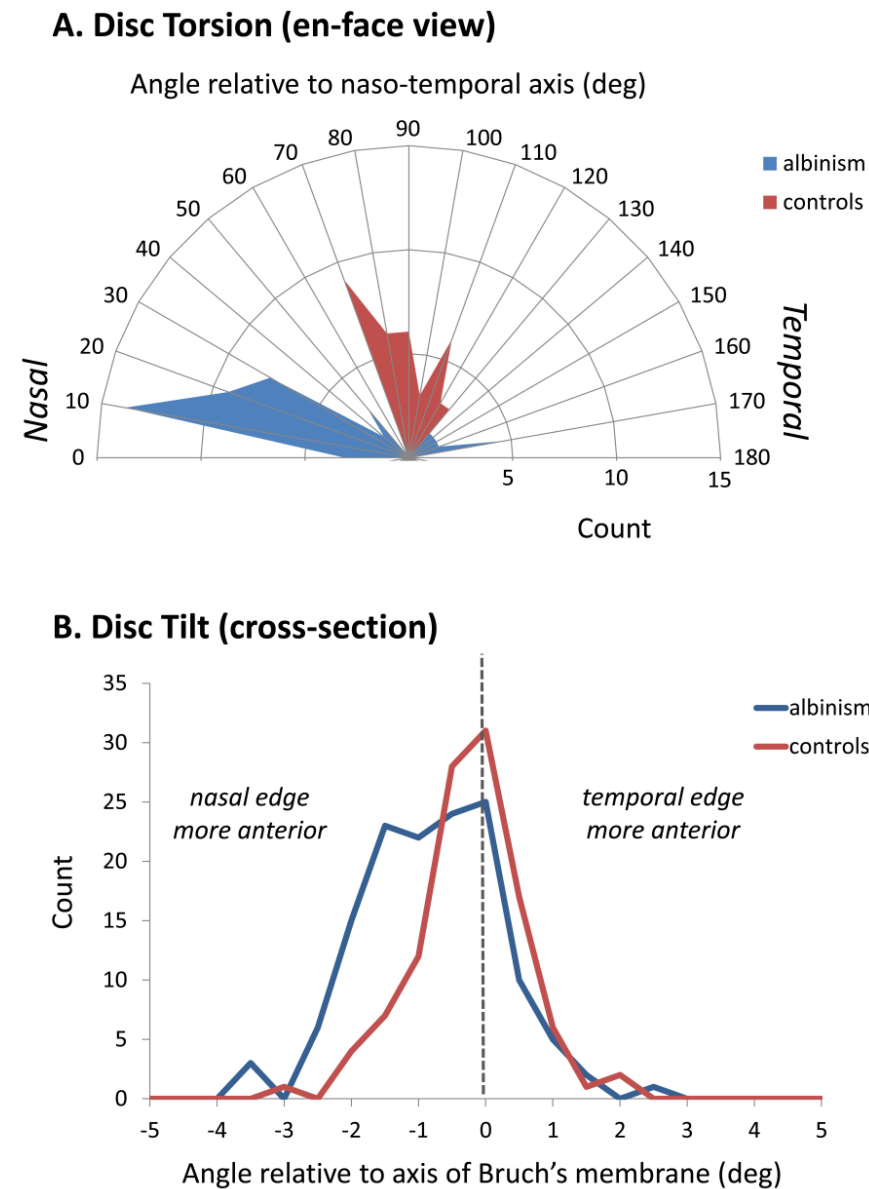 A. Disc Torsion (en-face view)
Angle relative to naso-temporal axis (deg)
90
80
100
70
110
60
120
50
130
40
140
30
150
20
160
10
170
0
180
Nasal
Temporal
albinism
controls
5
10
15
Count
B. Disc Tilt (cross-section)
35
30
25
20
15
10
5
0
Count
nasal edge
more anterior
temporal edge
more anterior
albinism
controls
-5 -4 -3 -2 -1 0 1 2 3 4 5
Angle relative to axis of Bruch’s membrane (deg)